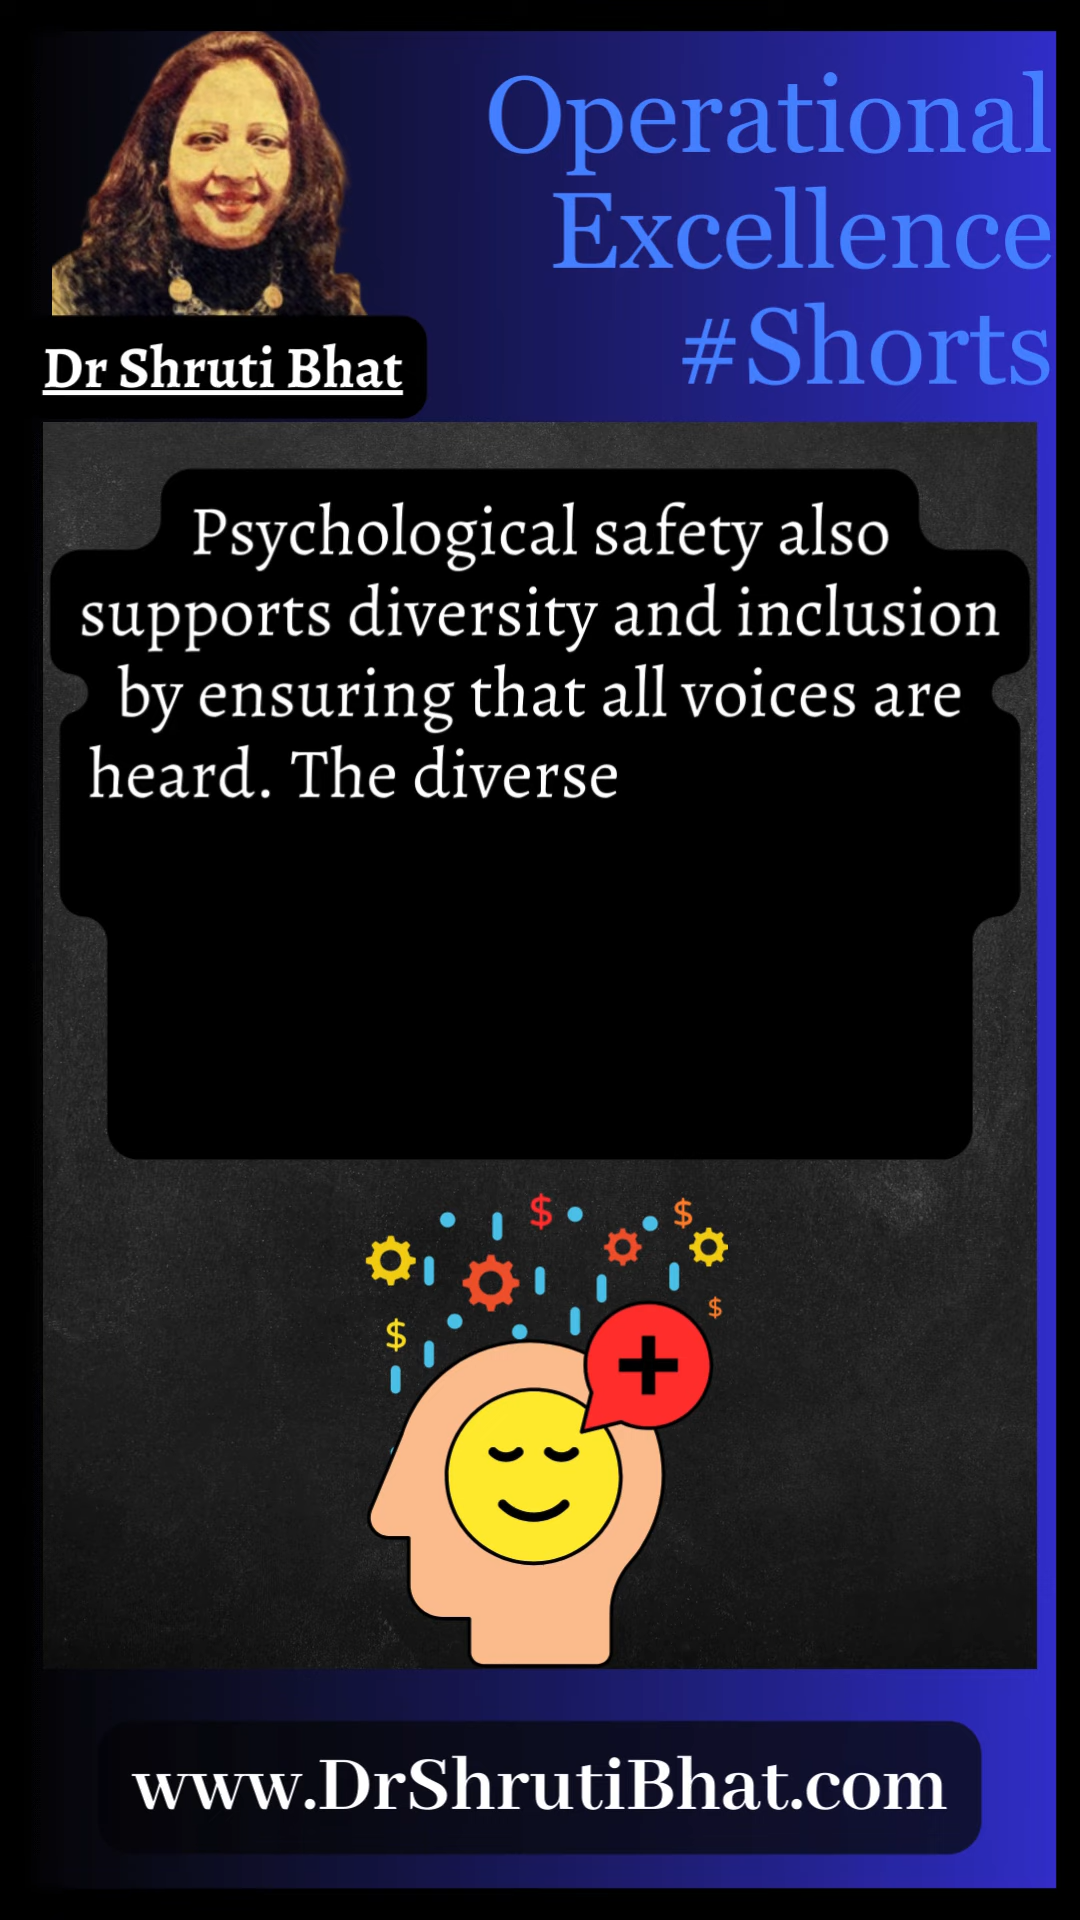 Operational
Excellence
#Shorts
Dr Shruti Bhat
Psychological safety also
supports diversity and inclusion
by ensuring that all voices are
heard. The diverse
$
$
$
$
www.DrShrutiBhat.com